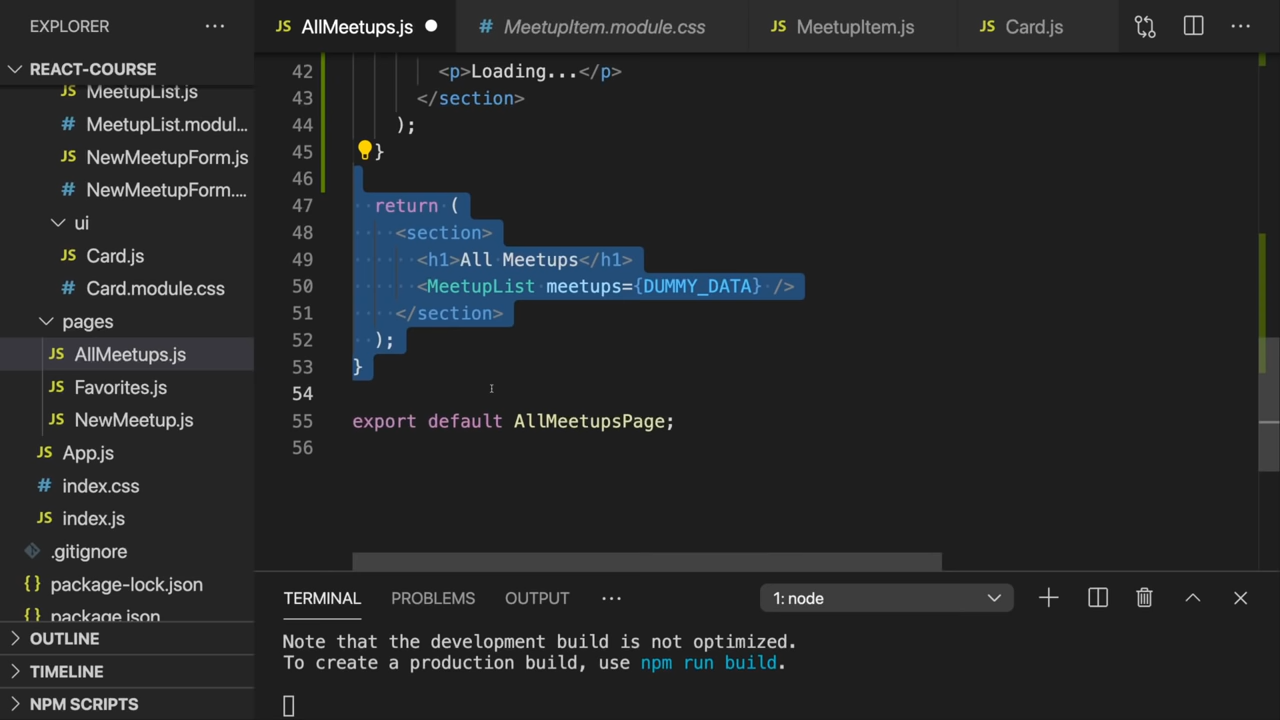 EXPLORER
···
JS AllMeetups.js
# MeetupItem.module.css
JS MeetupItem.js
JS Card.js
···
REACT-COURSE
JS MeetupList.js
# MeetupList.modul...
JS NewMeetupForm.js
# NewMeetupForm....
ui
JS Card.js
# Card.module.css
pages
JS AllMeetups.js
JS Favorites.js
JS NewMeetup.js
JS App.js
# index.css
JS index.js
.gitignore
{} package-lock.json
{} package.json
OUTLINE
TIMELINE
NPM SCRIPTS
42 <p>Loading...</p>
43 </section>
44 );
45 }
46
47 return (
48 <section>
49 <h1>All Meetups</h1>
50 <MeetupList meetups={DUMMY_DATA} />
51 </section>
52 );
53 }
54
55 export default AllMeetupsPage;
56
TERMINAL PROBLEMS OUTPUT ··· 1: node
Note that the development build is not optimized.
To create a production build, use npm run build.